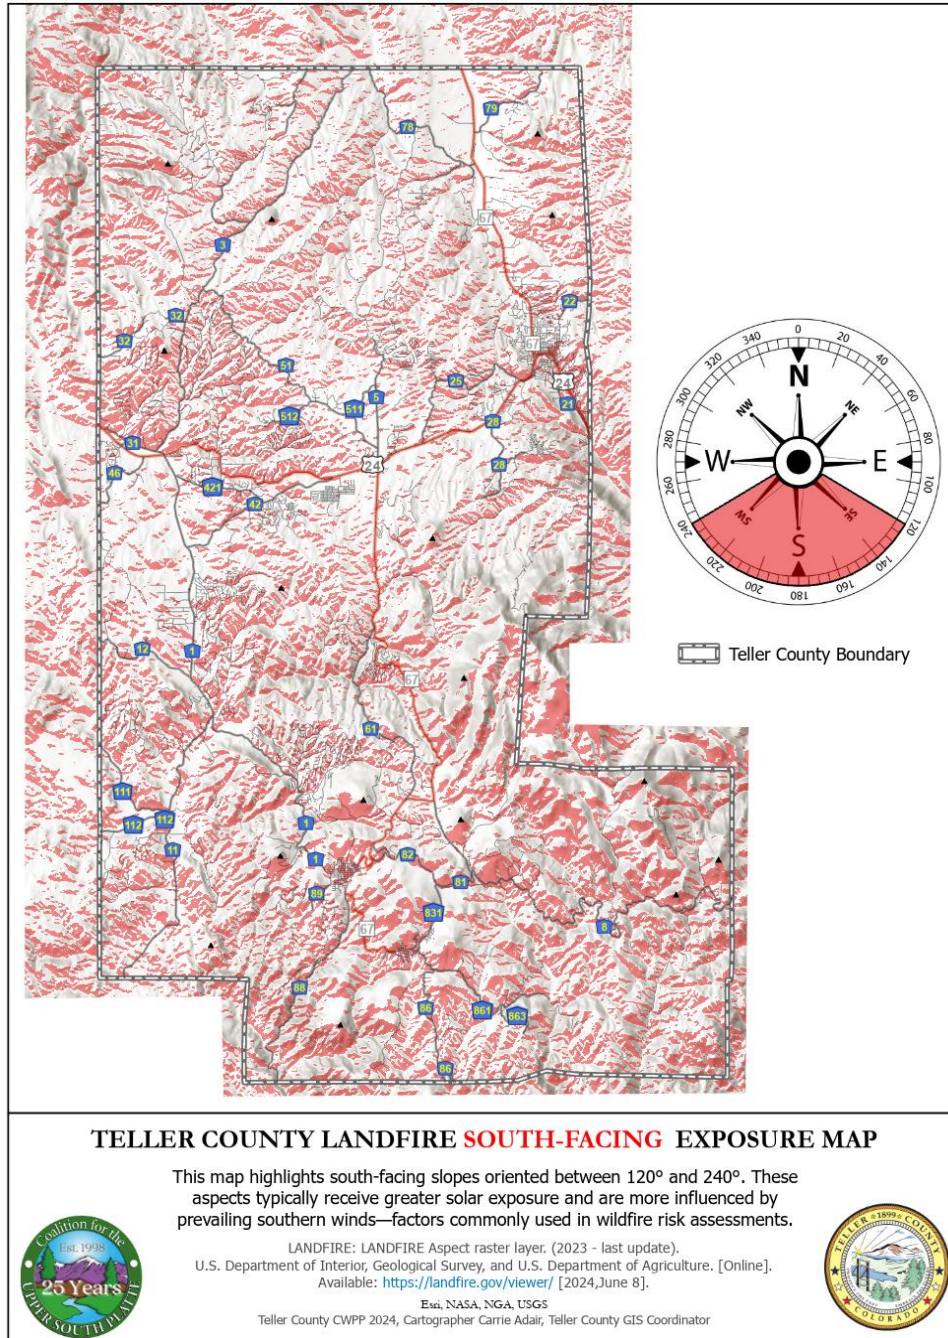 78
79
67
3
22
32
32
67
51
25
24
5
511
512
21
28
31
24
28
46
421
42
12
1
67
61
111
112
112
1
11
1
82
81
89
831
8
67
88
86
861
863
86
0
20
40
60
80
100
120
140
160
180
200
220
240
260
280
300
320
340
N
NE
E
SE
S
SW
W
NW
Teller County Boundary
TELLER COUNTY LANDFIRE SOUTH-FACING EXPOSURE MAP
This map highlights south-facing slopes oriented between 120° and 240°. These
aspects typically receive greater solar exposure and are more influenced by
prevailing southern winds—factors commonly used in wildfire risk assessments.
LANDFIRE: LANDFIRE Aspect raster layer. (2023 - last update).
U.S. Department of Interior, Geological Survey, and U.S. Department of Agriculture. [Online].
Available: https://landfire.gov/viewer/ [2024,June 8].
Esri, NASA, NGA, USGS
Teller County CWPP 2024, Cartographer Carrie Adair, Teller County GIS Coordinator
Coalition for the
Est. 1998
25 Years
UPPER SOUTH PLATTE
TELLER 1899 COUNTY
COLORADO